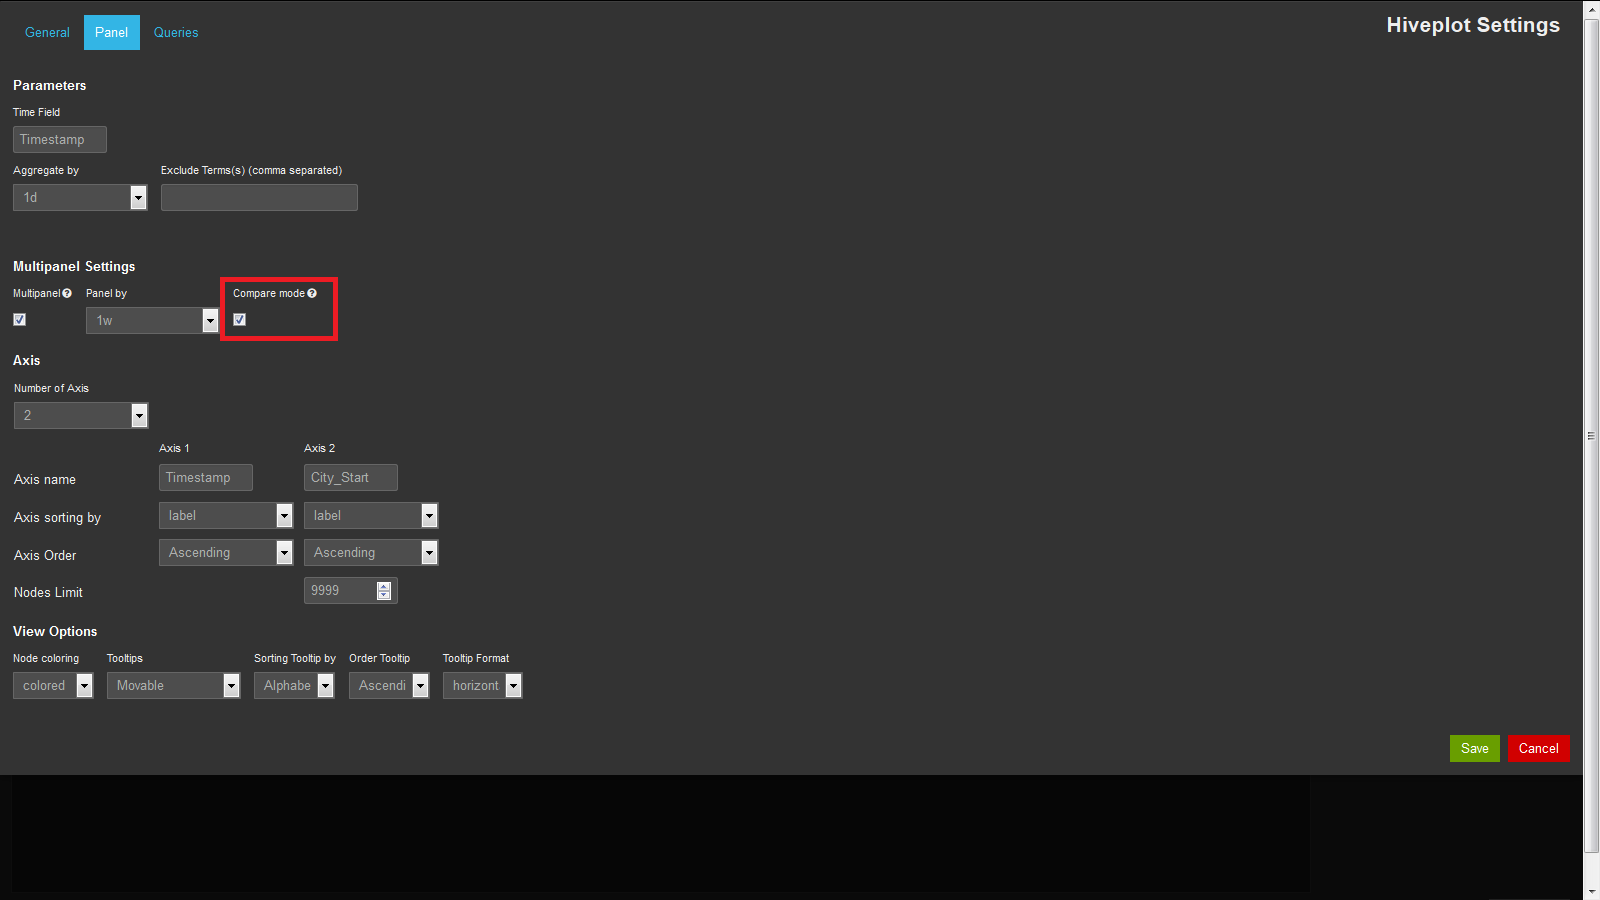 General Panel Queries Hiveplot Settings
Parameters
Time Field
Timestamp
Aggregate by Exclude Terms(s) (comma separated)
1d
Multipanel Settings
Multipanel Panel by Compare mode
1w
Axis
Number of Axis
2
Axis 1 Axis 2
Axis name Timestamp City_Start
Axis sorting by label label
Axis Order Ascending Ascending
Nodes Limit 9999
View Options
Node coloring Tooltips Sorting Tooltip by Order Tooltip Tooltip Format
colored Movable Alphabe Ascendi horizont
Save Cancel